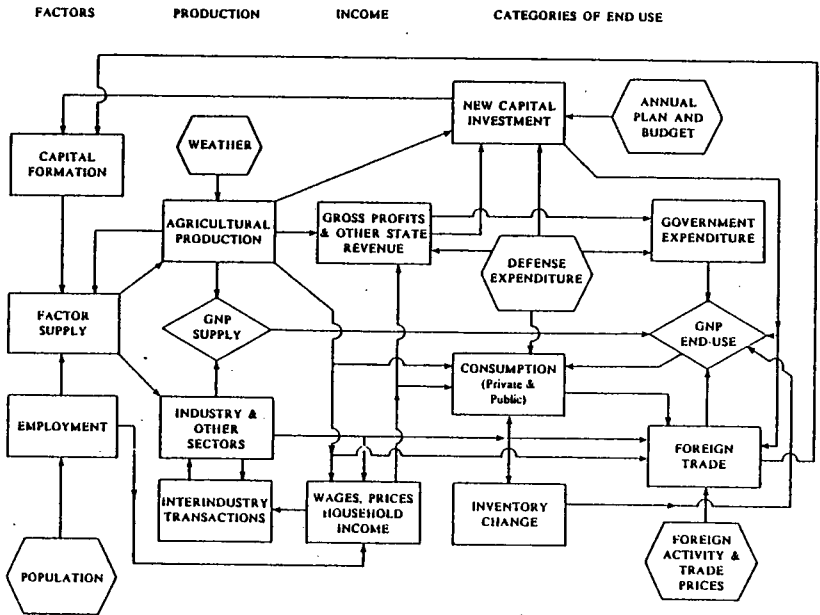 FACTORS
PRODUCTION
INCOME
CATEGORIES OF END USE
NEW CAPITAL
INVESTMENT
ANNUAL
PLAN AND
BUDGET
WEATHER
CAPITAL
FORMATION
AGRICULTURAL
PRODUCTION
GROSS PROFITS
& OTHER STATE
REVENUE
DEFENSE
EXPENDITURE
GOVERNMENT
EXPENDITURE
FACTOR
SUPPLY
GNP
SUPPLY
GNP
END-USE
CONSUMPTION
(Private &
Public)
EMPLOYMENT
INDUSTRY &
OTHER
SECTORS
FOREIGN
TRADE
INTERINDUSTRY
TRANSACTIONS
WAGES, PRICES
HOUSEHOLD
INCOME
INVENTORY
CHANGE
POPULATION
FOREIGN
ACTIVITY &
TRADE
PRICES